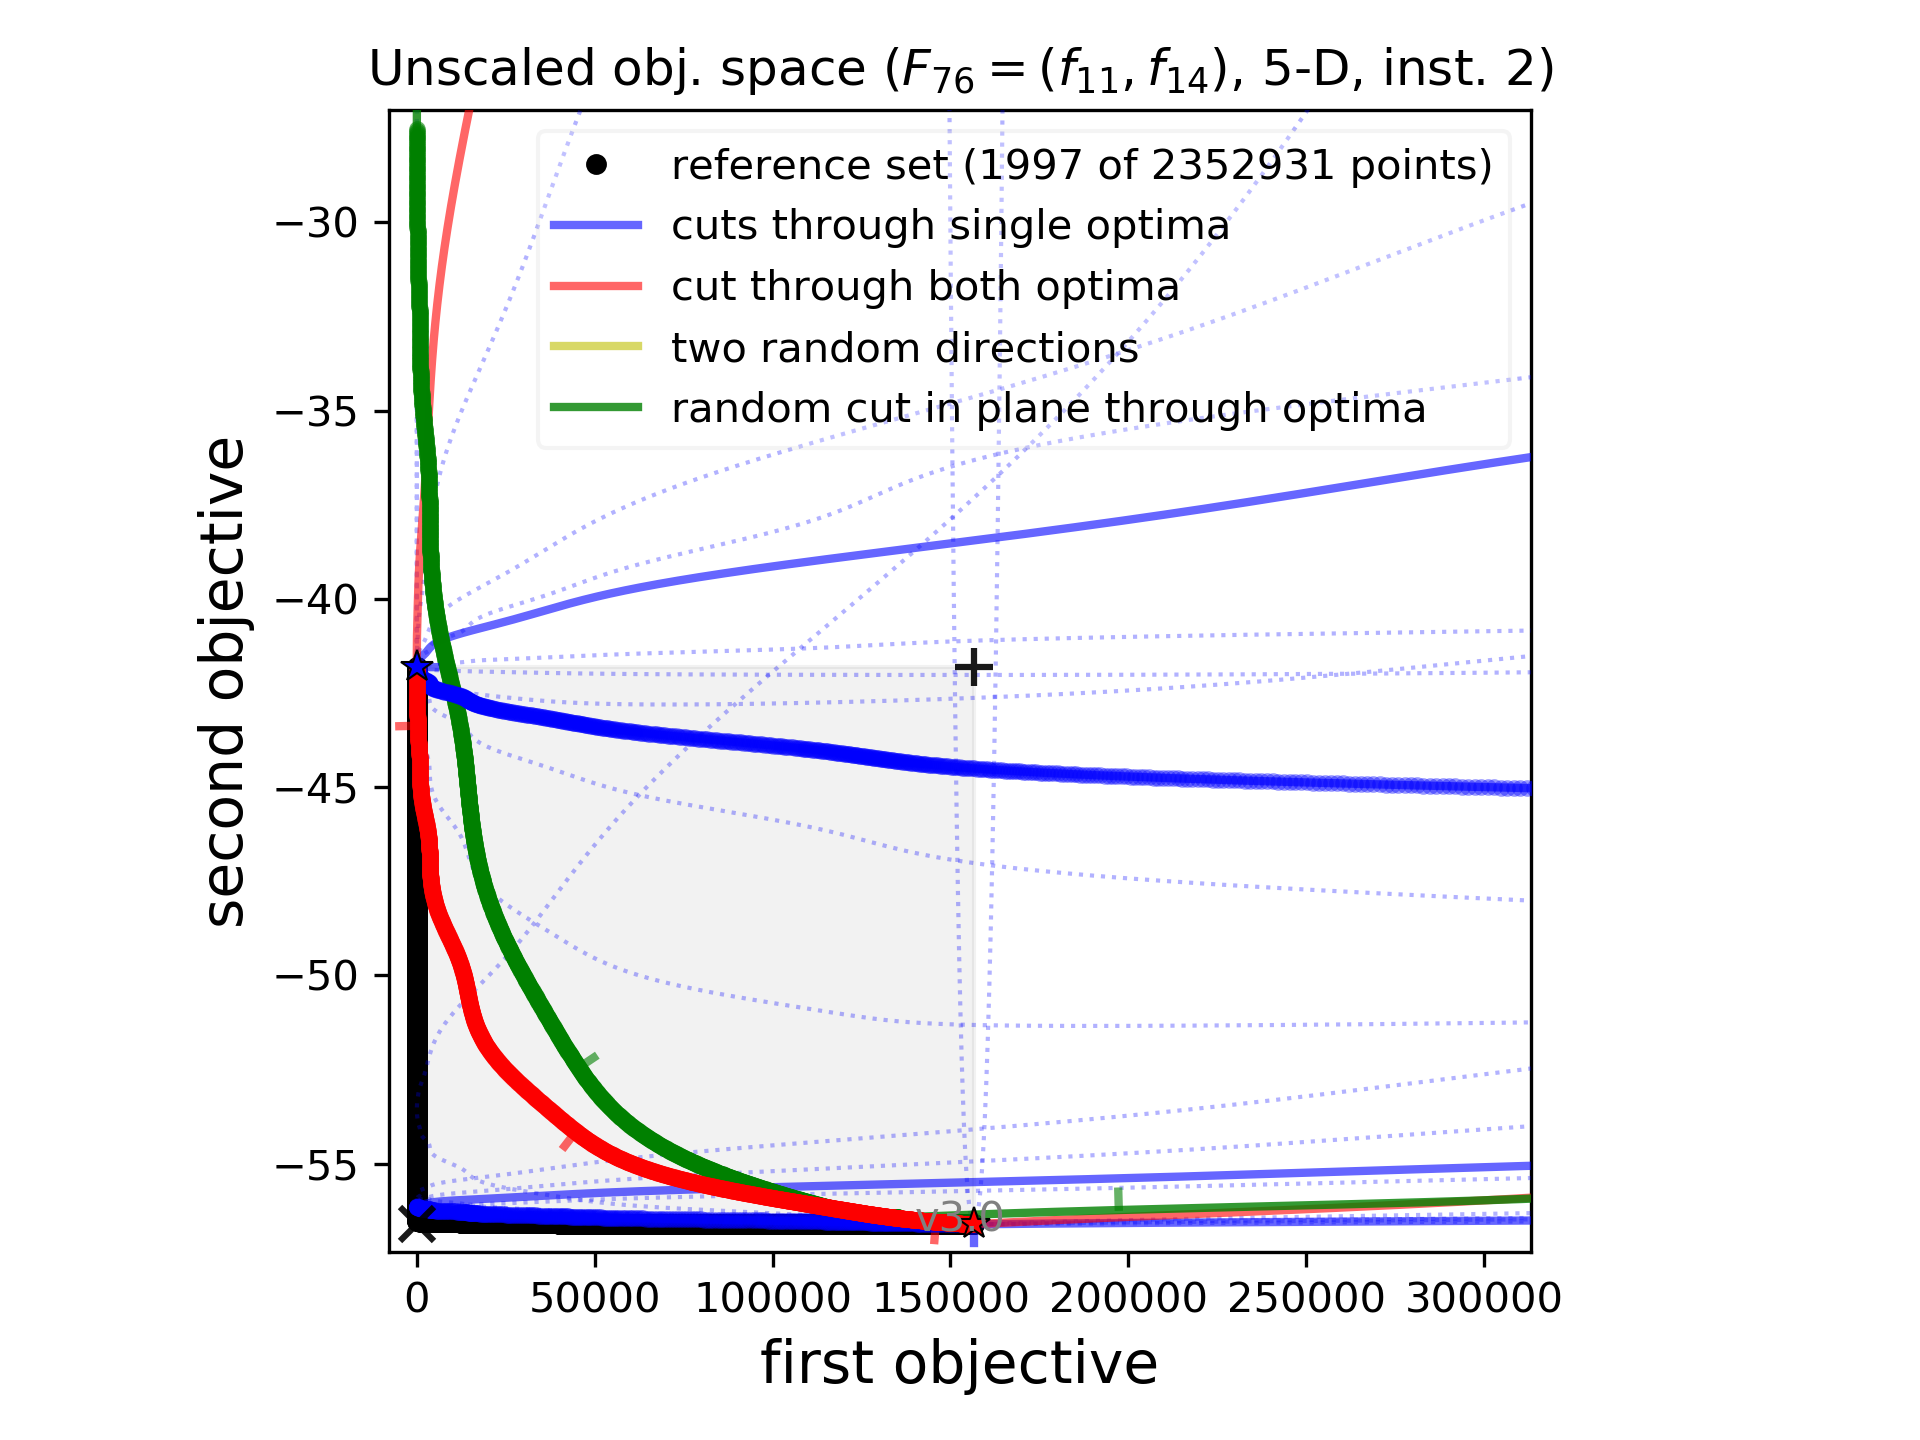 Unscaled obj. space (F76 = (f11, f14), 5-D, inst. 2)
reference set (1997 of 2352931 points)
cuts through single optima
cut through both optima
two random directions
random cut in plane through optima
−30
−35
−40
−45
−50
−55
second objective
v3.0
0 50000 100000 150000 200000 250000 300000
first objective